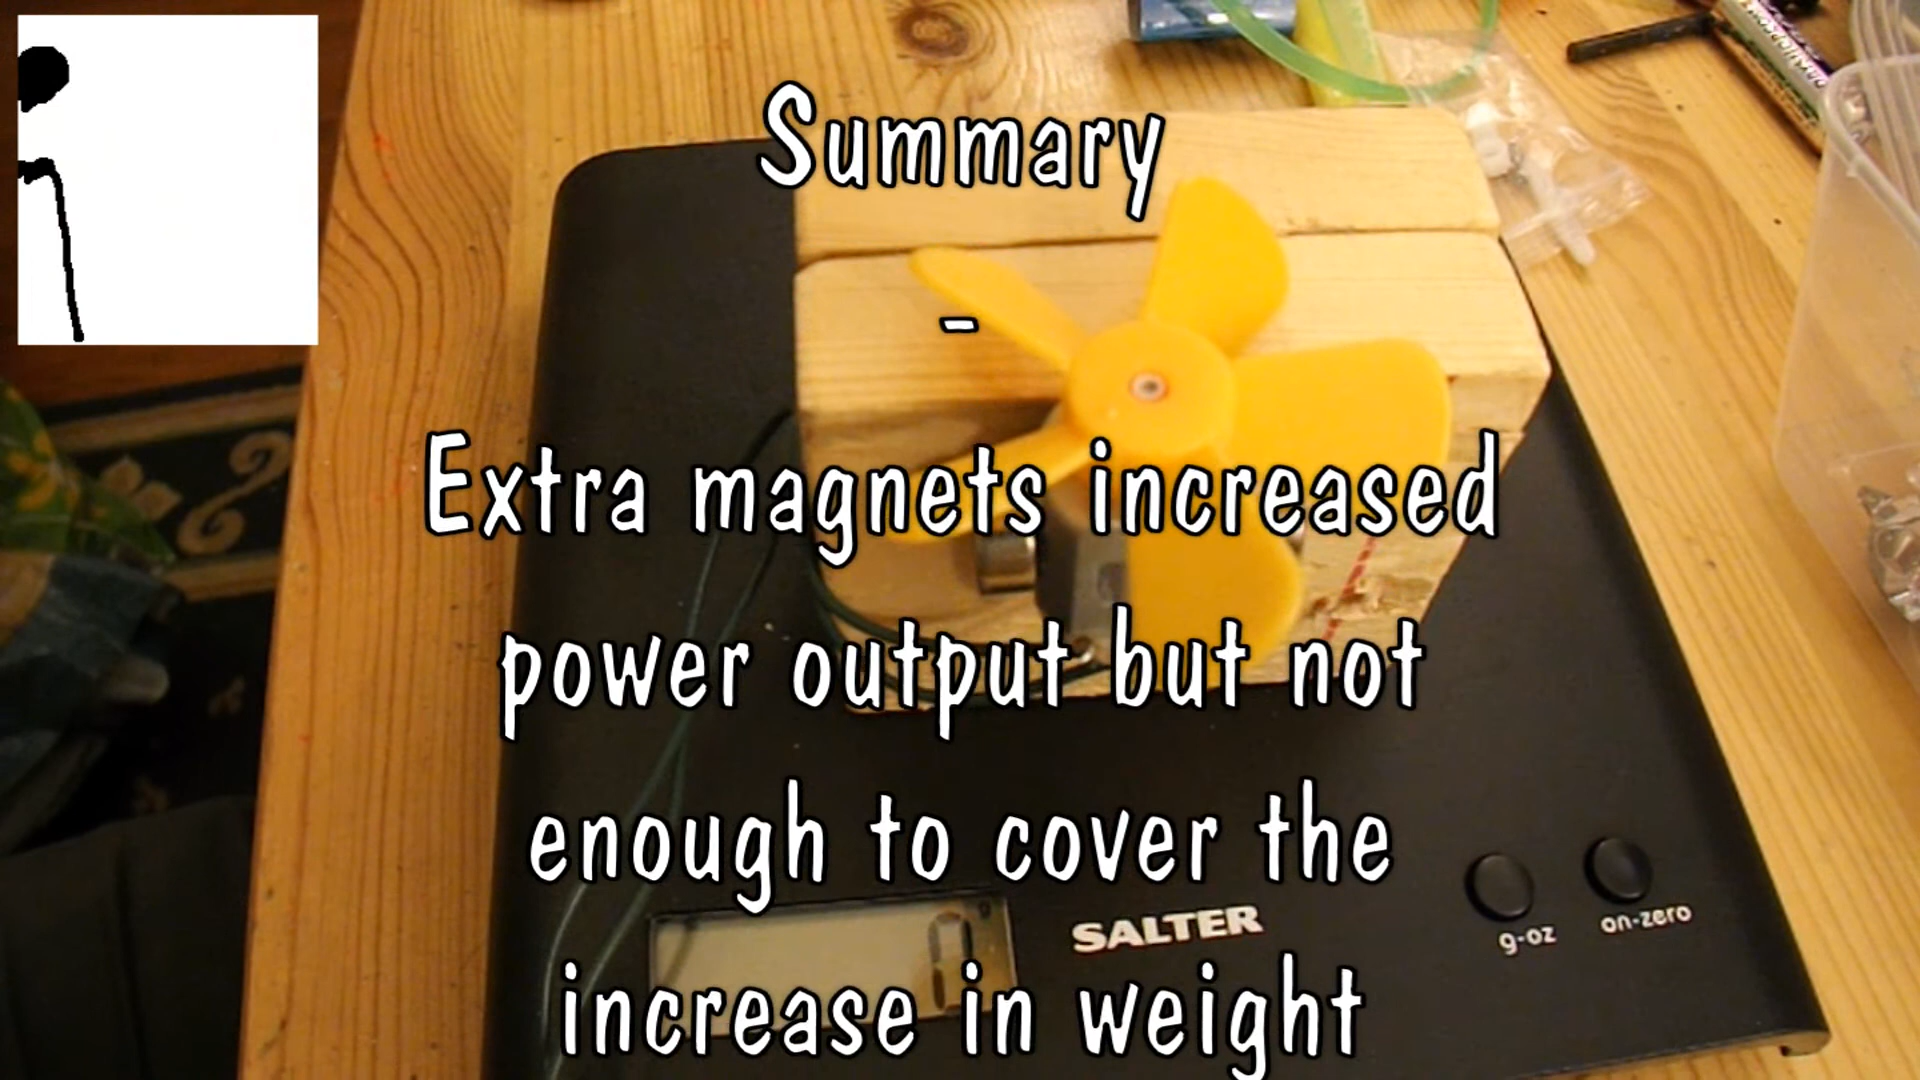 Summary
-
Extra magnets increased
power output but not
enough to cover the
increase in weight
SALTER
g-oz
on-zero
0